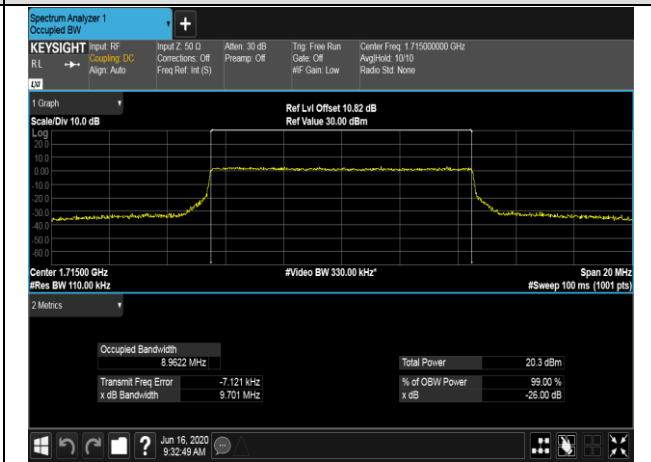 Spectrum Analyzer 1
Occupied BW
+
KEYSIGHT Input: RF Input Z: 50 Ω Atten: 30 dB Trig: Free Run Center Freq: 1.715000000 GHz
RL Coupling: DC Corrections: Off Preamp: Off Gate: Off Avg|Hold: 10/10
Align: Auto Freq Ref: Int (S) #IF Gain: Low Radio Std: None
LXI
1 Graph
Ref Lvl Offset 10.82 dB
Scale/Div 10.0 dB Ref Value 30.00 dBm
Log
20.0
10.0
0.00
-10.0
-20.0
-30.0
-40.0
-50.0
-60.0
Center 1.71500 GHz #Video BW 330.00 kHz* Span 20 MHz
#Res BW 110.00 kHz #Sweep 100 ms (1001 pts)
2 Metrics
Occupied Bandwidth
8.9622 MHz Total Power 20.3 dBm
Transmit Freq Error -7.121 kHz % of OBW Power 99.00 %
x dB Bandwidth 9.701 MHz x dB -26.00 dB
? Jun 16, 2020
9:32:49 AM